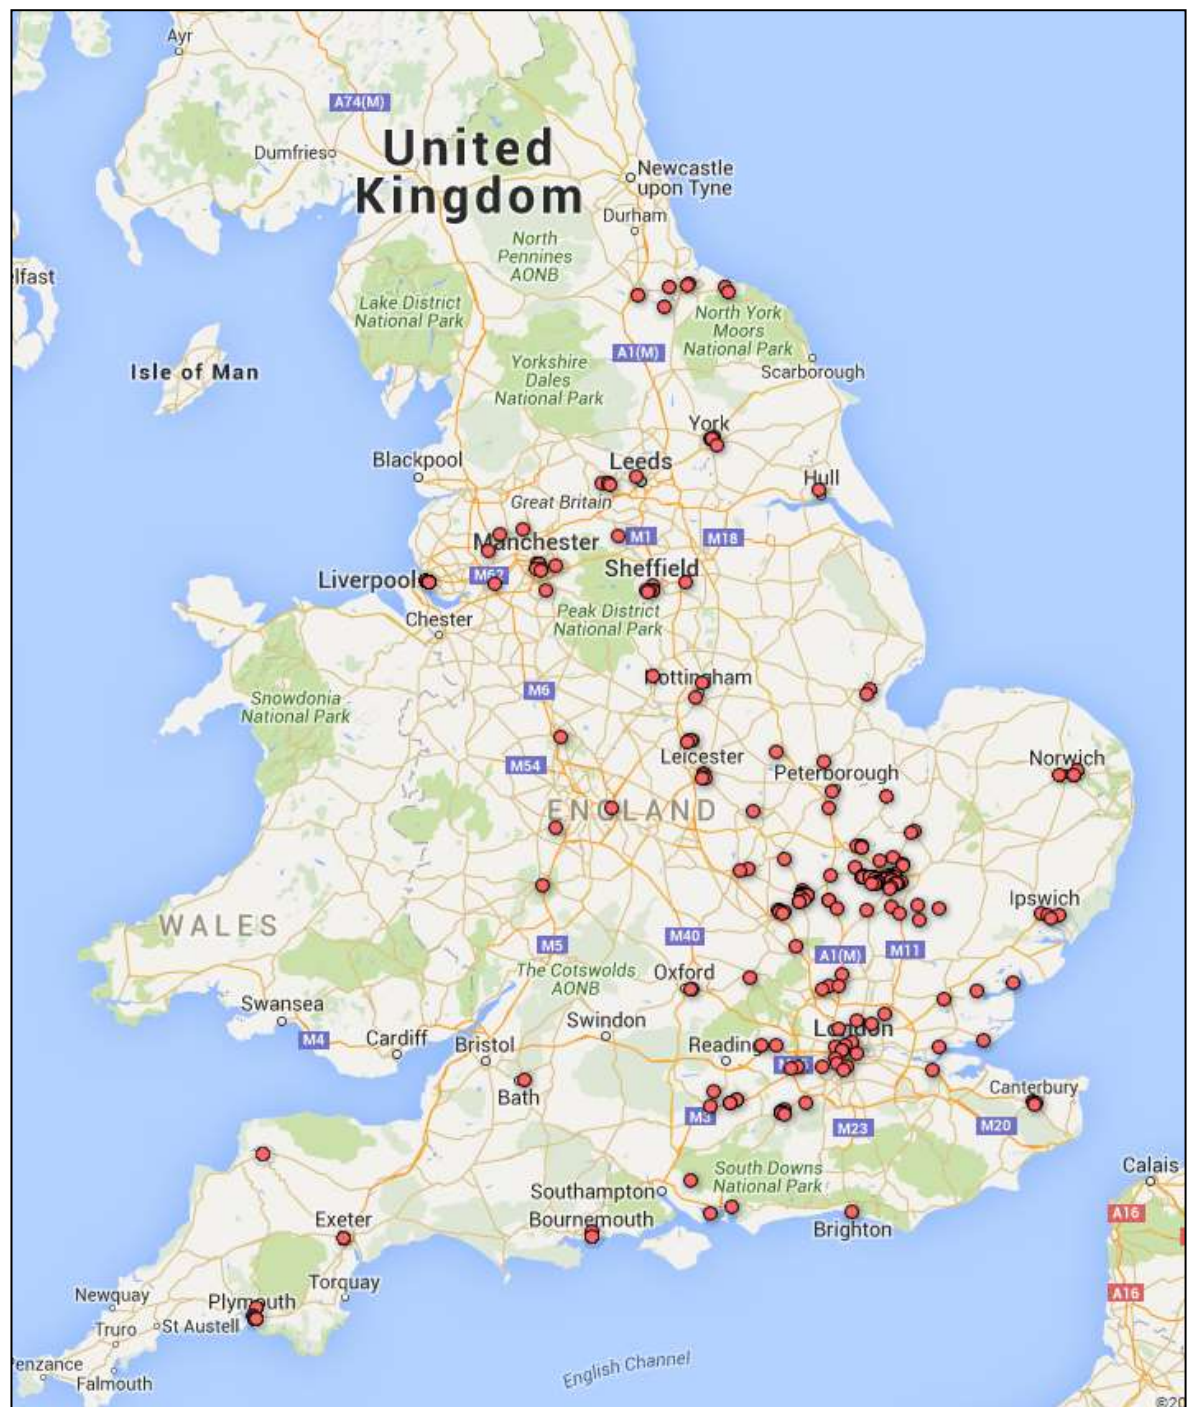 Ayr
A74(M)
United
Kingdom
Dumfries
Newcastle
upon Tyne
Durham
North
Pennines
AONB
elfast
Lake District
National Park
North York
Moors
National Park
A1(M)
Isle of Man
Yorkshire
Dales
National Park
Scarborough
York
Blackpool
Leeds
Hull
Great Britain
Manchester
M1
M18
Liverpool
M62
Sheffield
Chester
Peak District
National Park
Nottingham
M6
Snowdonia
National Park
M54
Leicester
Peterborough
Norwich
ENGLAND
Ipswich
WALES
M5
M40
A1(M)
M11
The Cotswolds
AONB
Oxford
Swansea
Swindon
London
M4
Cardiff
Bristol
Reading
Bath
Canterbury
M3
M23
M20
South Downs
National Park
Calais
Southampton
Bournemouth
A16
Exeter
Brighton
Torquay
Newquay
Plymouth
A16
Truro
St Austell
enzance
Falmouth
English Channel
©20